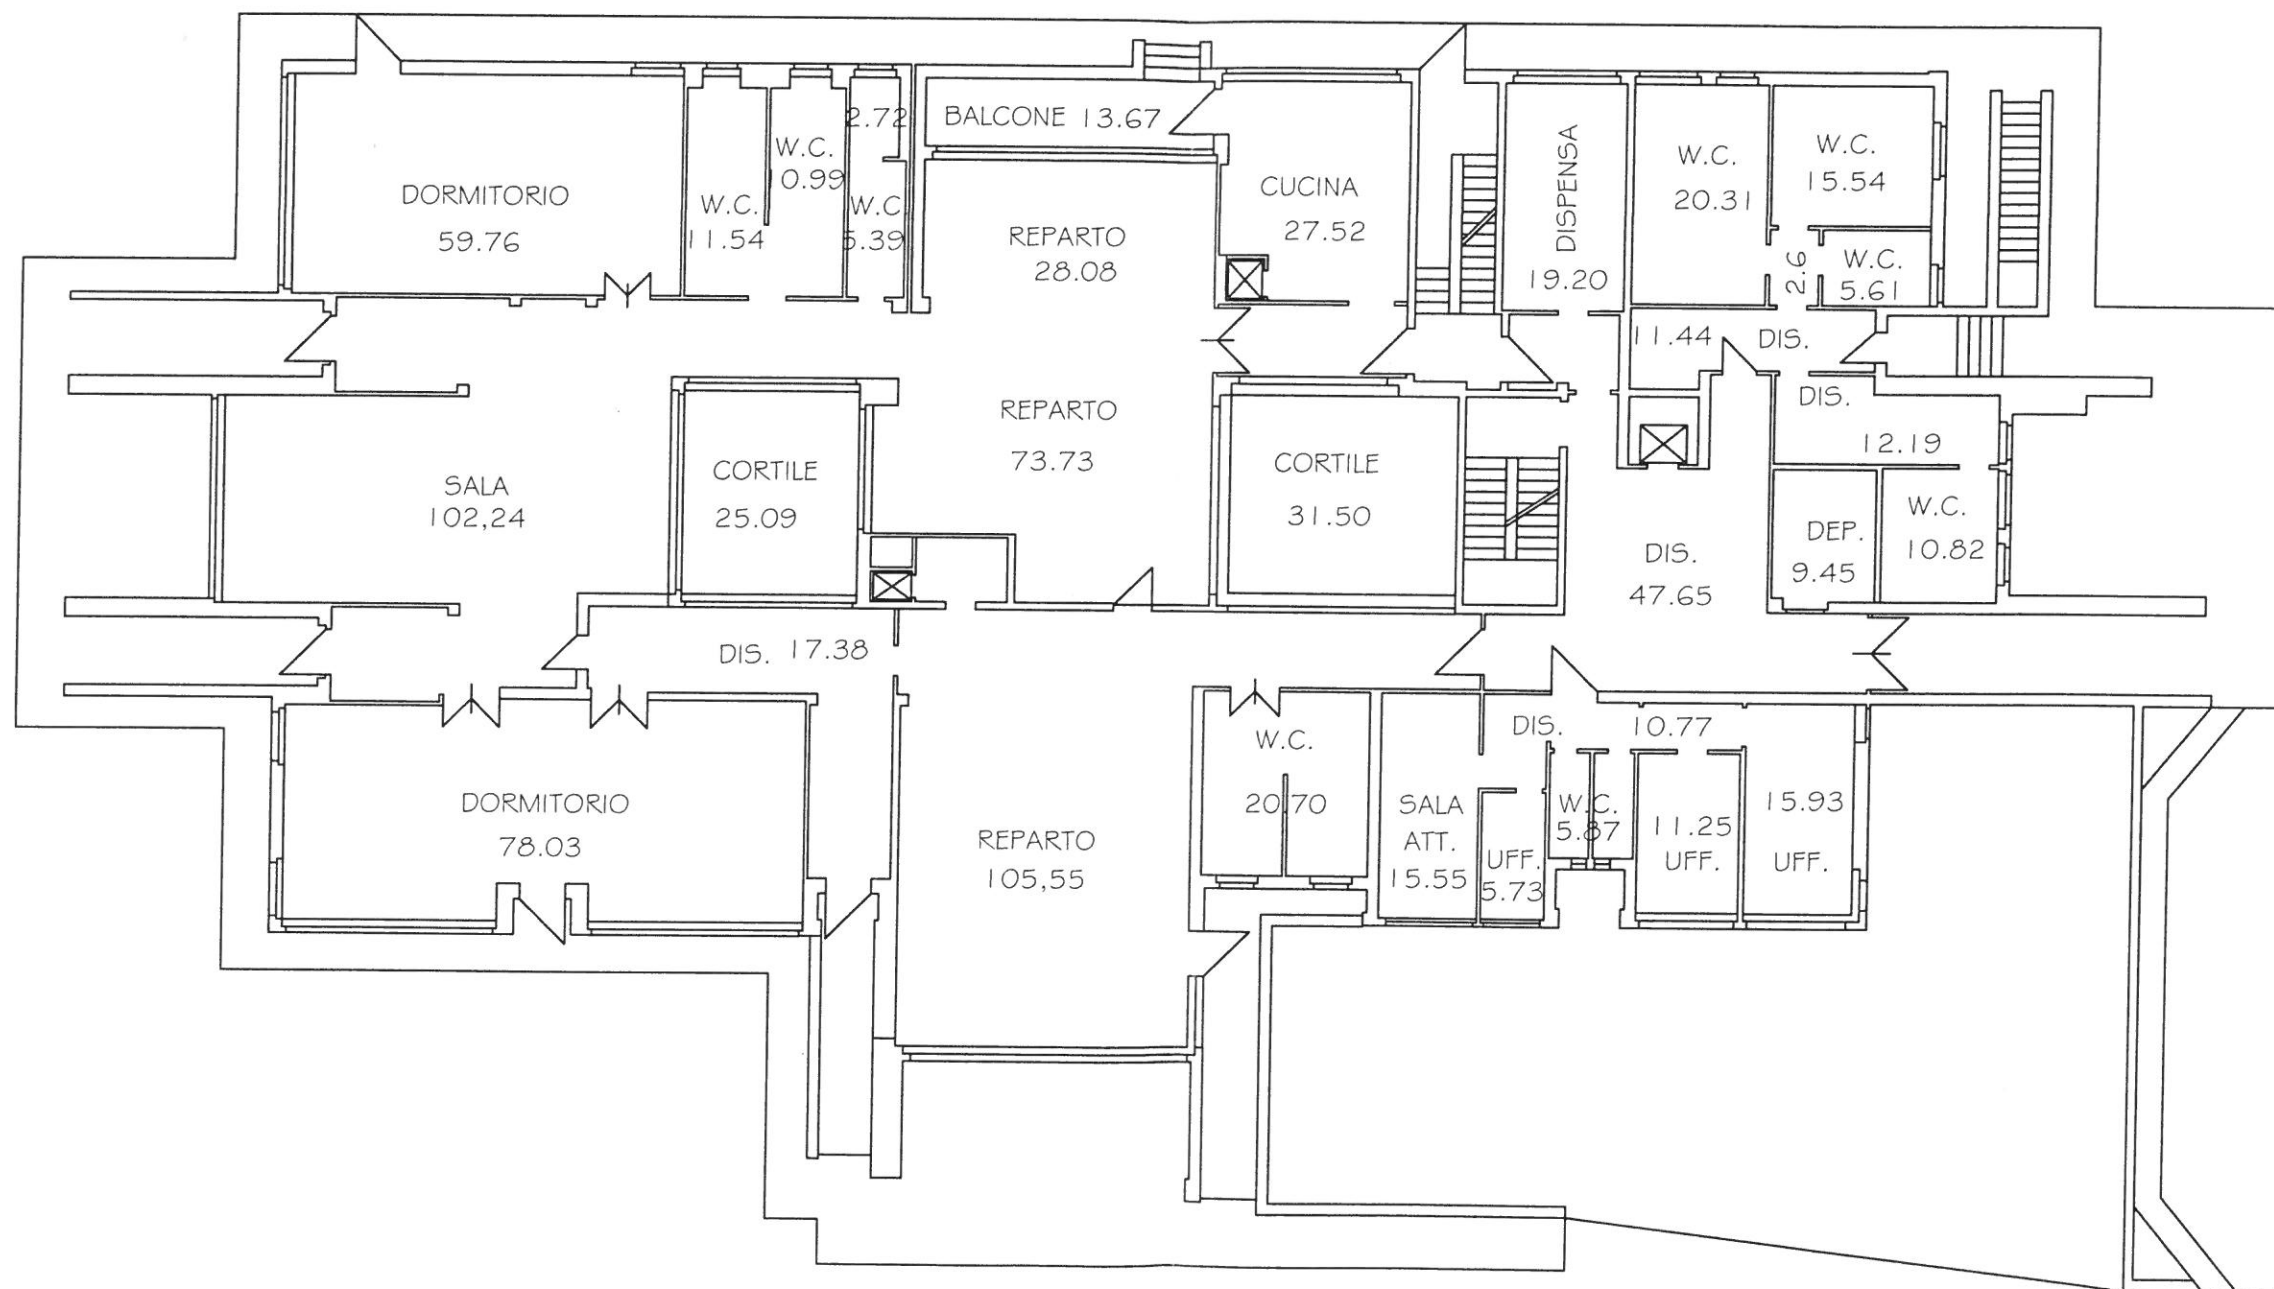 2.72
BALCONE 13.67
W.C.
0.99
W.C.
15.54
W.C.
20.31
DISPENSA
19.20
CUCINA
27.52
DORMITORIO
59.76
W.C.
11.54
W.C.
5.39
REPARTO
28.08
2.6
W.C.
5.61
11.44 DIS.
DIS.
12.19
REPARTO
73.73
CORTILE
25.09
CORTILE
31.50
SALA
102,24
W.C.
10.82
DEP.
9.45
DIS.
47.65
DIS. 17.38
DIS. 10.77
W.C.
20.70
DORMITORIO
78.03
REPARTO
105,55
SALA
ATT.
15.55
UFF.
5.73
W.C.
5.87
11.25
UFF.
15.93
UFF.